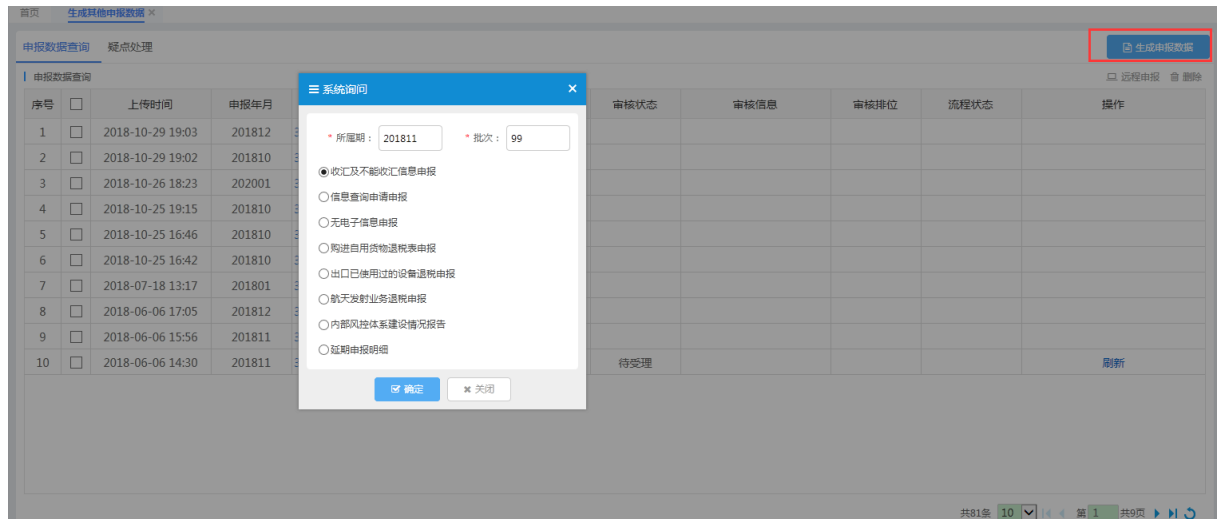 首页 生成其他申报数据 ×
申报数据查询 疑点处理 生成申报数据
申报数据查询 远程申报 删除
序号 上传时间 申报年月 审核状态 审核信息 审核排位 流程状态 操作
1 2018-10-29 19:03 201812
2 2018-10-29 19:02 201810
3 2018-10-26 18:23 202001
4 2018-10-25 19:15 201810
5 2018-10-25 16:46 201810
6 2018-10-25 16:42 201810
7 2018-07-18 13:17 201801
8 2018-06-06 17:05 201812
9 2018-06-06 15:56 201811
10 2018-06-06 14:30 201811 待受理 刷新
系统询问 ×
* 所属期： 201811 * 批次： 99
收汇及不能收汇信息申报
信息查询申请申报
无电子信息申报
购进自用货物退税表申报
出口已使用过的设备退税申报
航天发射业务退税申报
内部风控体系建设情况报告
延期申报明细
确定 关闭
共81条 10 第 1 共9页